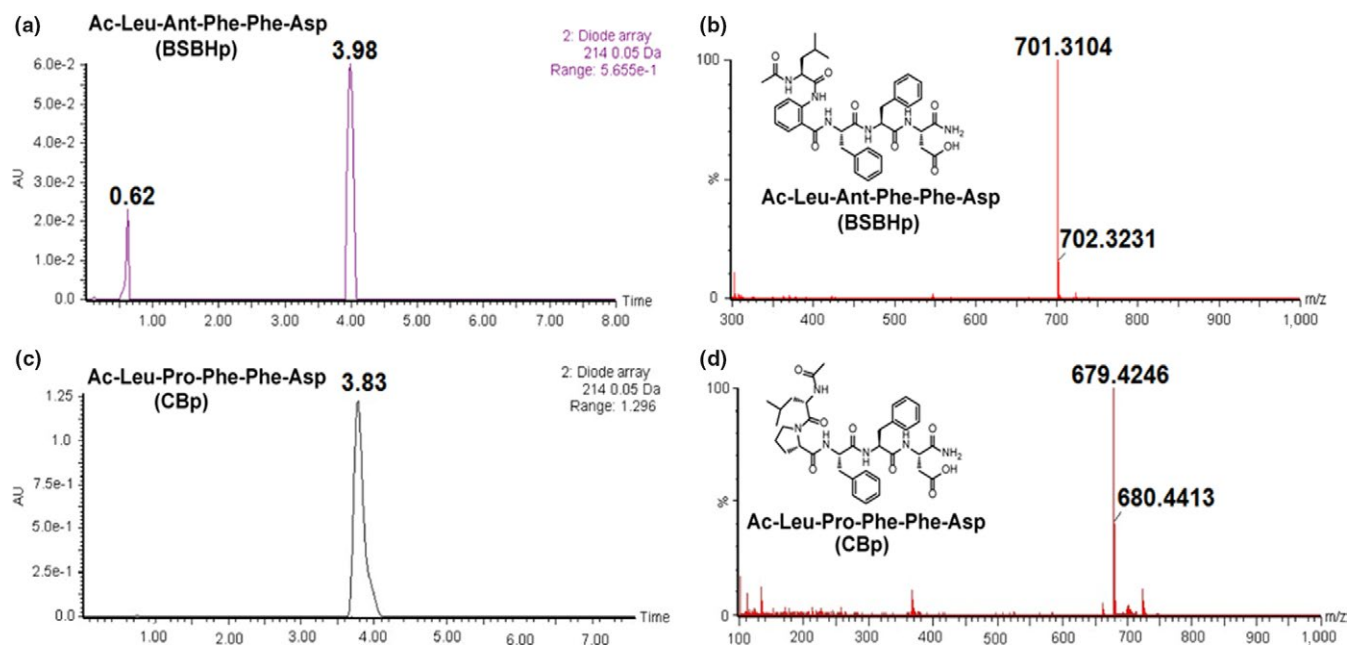 (a)
Ac-Leu-Ant-Phe-Phe-Asp
(BSBHp)
3.98
2: Diode array
214 0.05 Da
Range: 5.655e-1
6.0e-2
5.0e-2
4.0e-2
3.0e-2
2.0e-2
1.0e-2
0.0
AU
0.62
1.00 2.00 3.00 4.00 5.00 6.00 7.00 8.00
Time
(b)
701.3104
100
%
0
O
N
H
O
NH
O
H
N
O
N
H
O
H
N
O
NH2
OH
O
Ac-Leu-Ant-Phe-Phe-Asp
(BSBHp)
702.3231
300 400 500 600 700 800 900 1,000
m/z
(c)
Ac-Leu-Pro-Phe-Phe-Asp
(CBp)
3.83
2: Diode array
214 0.05 Da
Range: 1.296
1.25
1.0
7.5e-1
5.0e-1
2.5e-1
0.0
AU
1.00 2.00 3.00 4.00 5.00 6.00 7.00
Time
(d)
679.4246
100
%
0
O
NH
O
N
O
H
N
O
N
H
O
H
N
O
NH2
OH
O
Ac-Leu-Pro-Phe-Phe-Asp
(CBp)
680.4413
100 200 300 400 500 600 700 800 900 1,000
m/z